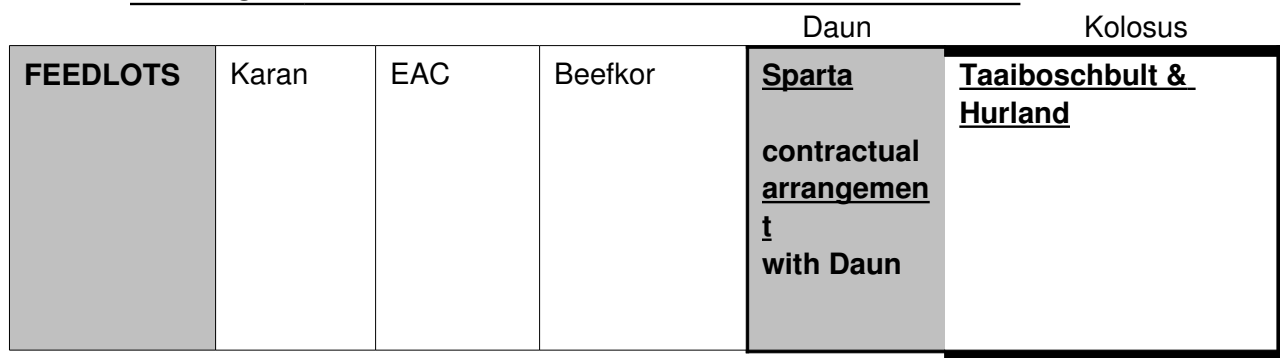 Daun Kolosus
FEEDLOTS Karan EAC Beefkor Sparta Taaiboschbult &
Hurland
contractual
arrangemen
t
with Daun